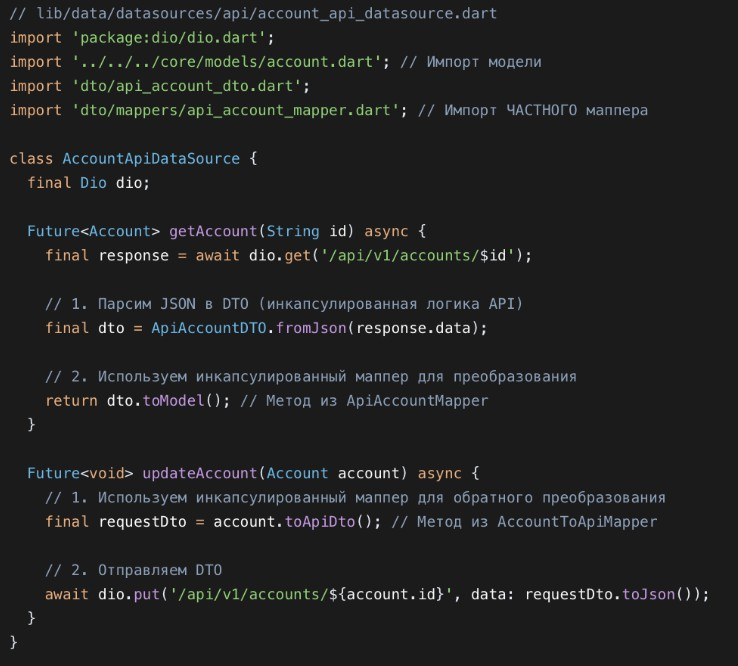 // lib/data/datasources/api/account_api_datasource.dart
import 'package:dio/dio.dart';
import '../../../core/models/account.dart'; // Импорт модели
import 'dto/api_account_dto.dart';
import 'dto/mappers/api_account_mapper.dart'; // Импорт ЧАСТНОГО маппера

class AccountApiDataSource {
  final Dio dio;

  Future<Account> getAccount(String id) async {
    final response = await dio.get('/api/v1/accounts/$id');

    // 1. Парсим JSON в DTO (инкапсулированная логика API)
    final dto = ApiAccountDTO.fromJson(response.data);

    // 2. Используем инкапсулированный маппер для преобразования
    return dto.toModel(); // Метод из ApiAccountMapper
  }

  Future<void> updateAccount(Account account) async {
    // 1. Используем инкапсулированный маппер для обратного преобразования
    final requestDto = account.toApiDto(); // Метод из AccountToApiMapper

    // 2. Отправляем DTO
    await dio.put('/api/v1/accounts/${account.id}', data: requestDto.toJson());
  }
}